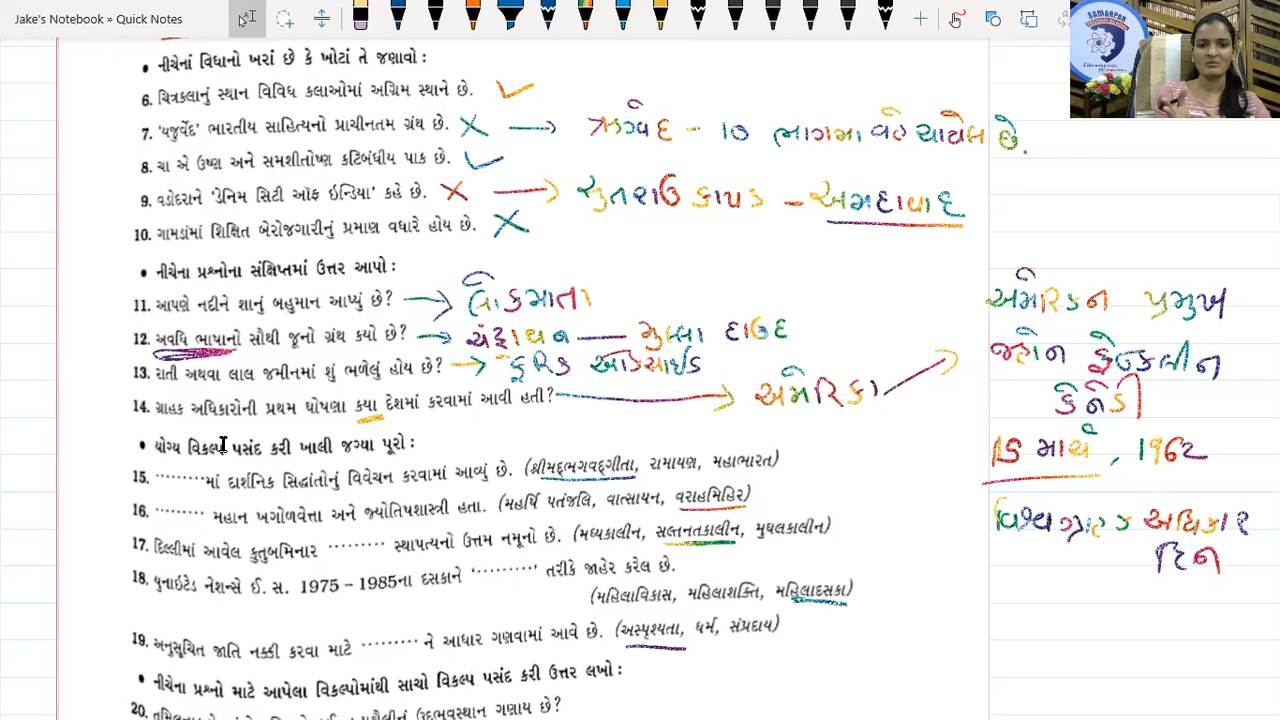 Jake's Notebook » Quick Notes
SAMARPAN
• નીચેનાં વિધાનો ખરાં છે કે ખોટાં તે જણાવો :
6. ચિત્રકલાનું સ્થાન વિવિધ કલાઓમાં અગ્રિમ સ્થાને છે.
7. 'યજુર્વેદ' ભારતીય સાહિત્યનો પ્રાચીનતમ ગ્રંથ છે. ઋગ્વેદ - 10 ભાગમાં વહેંચાયેલ છે.
8. ચા એ ઉષ્ણ અને સમશીતોષ્ણ કટિબંધીય પાક છે.
9. વડોદરાને 'ડેનિમ સિટી ઑફ ઇન્ડિયા' કહે છે. સુતરાઉ કાપડ - અમદાવાદ
10. ગામડાંમાં શિક્ષિત બેરોજગારીનું પ્રમાણ વધારે હોય છે.
• નીચેના પ્રશ્નોના સંક્ષિપ્તમાં ઉત્તર આપો :
11. આપણે નદીને શાનું બહુમાન આપ્યું છે? લોકમાતા
12. અવધિ ભાષાનો સૌથી જૂનો ગ્રંથ કયો છે? ચંદ્રાયન — મુલ્લા દાઉદ
13. રાતી અથવા લાલ જમીનમાં શું ભળેલું હોય છે? ફેરિક ઓક્સાઇડ
14. ગ્રાહક અધિકારોની પ્રથમ ઘોષણા કયા દેશમાં કરવામાં આવી હતી? અમેરિકા
અમેરિકન પ્રમુખ
જહોન ફ્રેન્કલીન
કેનેડી
15 માર્ચ, 1962
વિશ્વ ગ્રાહક અધિકાર
દિન
• યોગ્ય વિકલ્પ પસંદ કરી ખાલી જગ્યા પૂરો :
15. ·········માં દાર્શનિક સિદ્ધાંતોનું વિવેચન કરવામાં આવ્યું છે. (શ્રીમદ્ભગવદ્ગીતા, રામાયણ, મહાભારત)
16. ········· મહાન ખગોળવેત્તા અને જ્યોતિષશાસ્ત્રી હતા. (મહર્ષિ પતંજલિ, વાત્સાયન, વરાહમિહિર)
17. દિલ્લીમાં આવેલ કુતુબમિનાર ········· સ્થાપત્યનો ઉત્તમ નમૂનો છે. (મધ્યકાલીન, સલ્તનતકાલીન, મુઘલકાલીન)
18. યુનાઇટેડ નેશન્સે ઈ. સ. 1975 – 1985ના દસકાને '·········' તરીકે જાહેર કરેલ છે.
(મહિલાવિકાસ, મહિલાશક્તિ, મહિલાદસકા)
19. અનુસૂચિત જાતિ નક્કી કરવા માટે ········· ને આધાર ગણવામાં આવે છે. (અસ્પૃશ્યતા, ધર્મ, સંપ્રદાય)
• નીચેના પ્રશ્નો માટે આપેલા વિકલ્પોમાંથી સાચો વિકલ્પ પસંદ કરી ઉત્તર લખો :
20. ઉદ્ભવસ્થાન ગણાય છે?